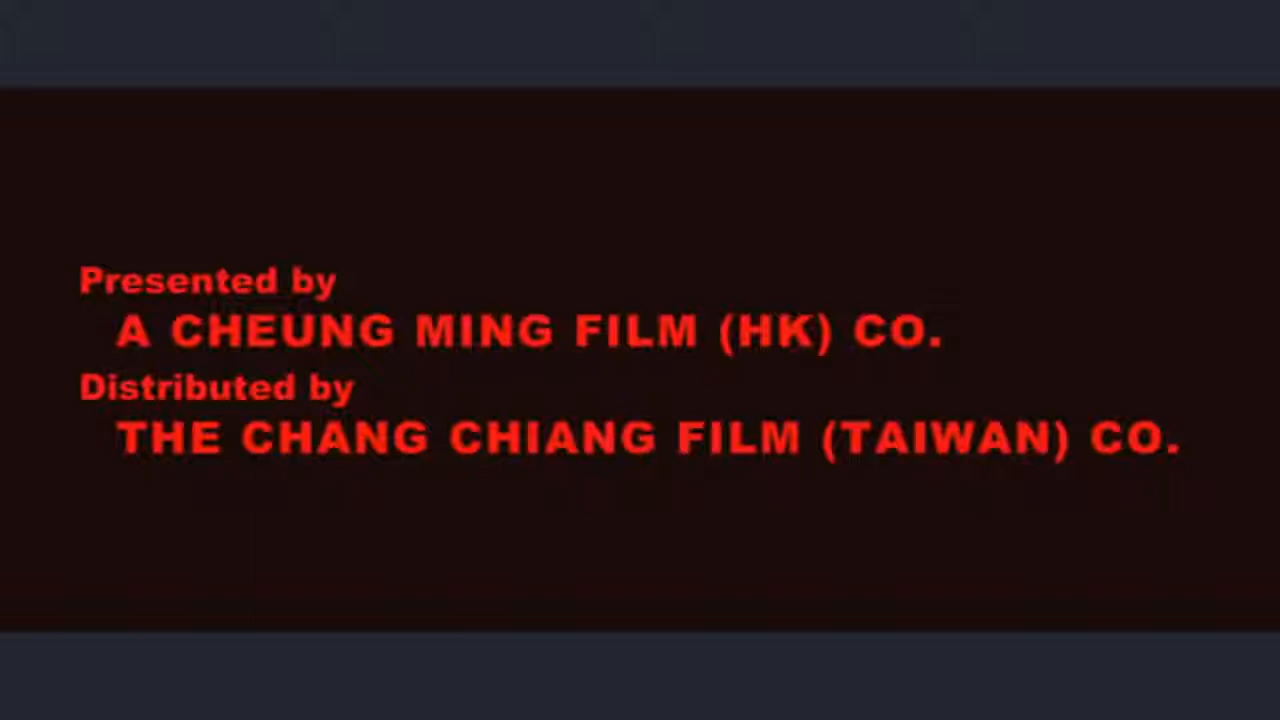 Presented by
A CHEUNG MING FILM (HK) CO.
Distributed by
THE CHANG CHIANG FILM (TAIWAN) CO.